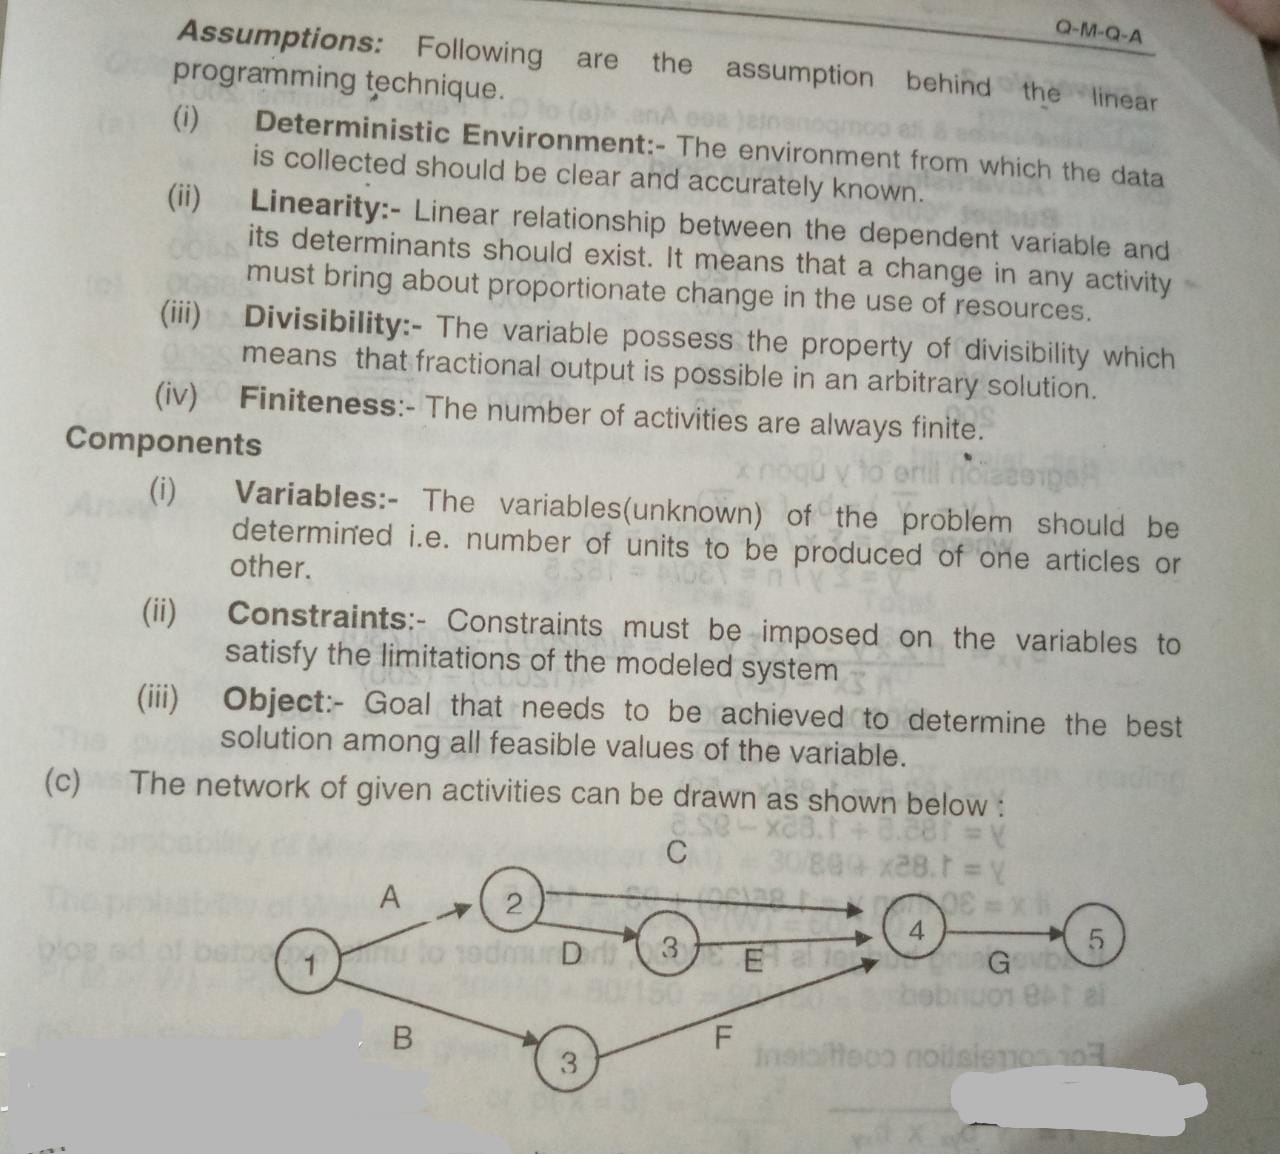 Q-M-Q-A
Assumptions: Following are the assumption behind the linear
programming technique.
(i) Deterministic Environment:- The environment from which the data
is collected should be clear and accurately known.
(ii) Linearity:- Linear relationship between the dependent variable and
its determinants should exist. It means that a change in any activity
must bring about proportionate change in the use of resources.
(iii) Divisibility:- The variable possess the property of divisibility which
means that fractional output is possible in an arbitrary solution.
(iv) Finiteness:- The number of activities are always finite.
Components
(i) Variables:- The variables(unknown) of the problem should be
determined i.e. number of units to be produced of one articles or
other.
(ii) Constraints:- Constraints must be imposed on the variables to
satisfy the limitations of the modeled system
(iii) Object:- Goal that needs to be achieved to determine the best
solution among all feasible values of the variable.
(c) The network of given activities can be drawn as shown below :
C
A
2
4
5
1
D
3
E
G
B
F
3